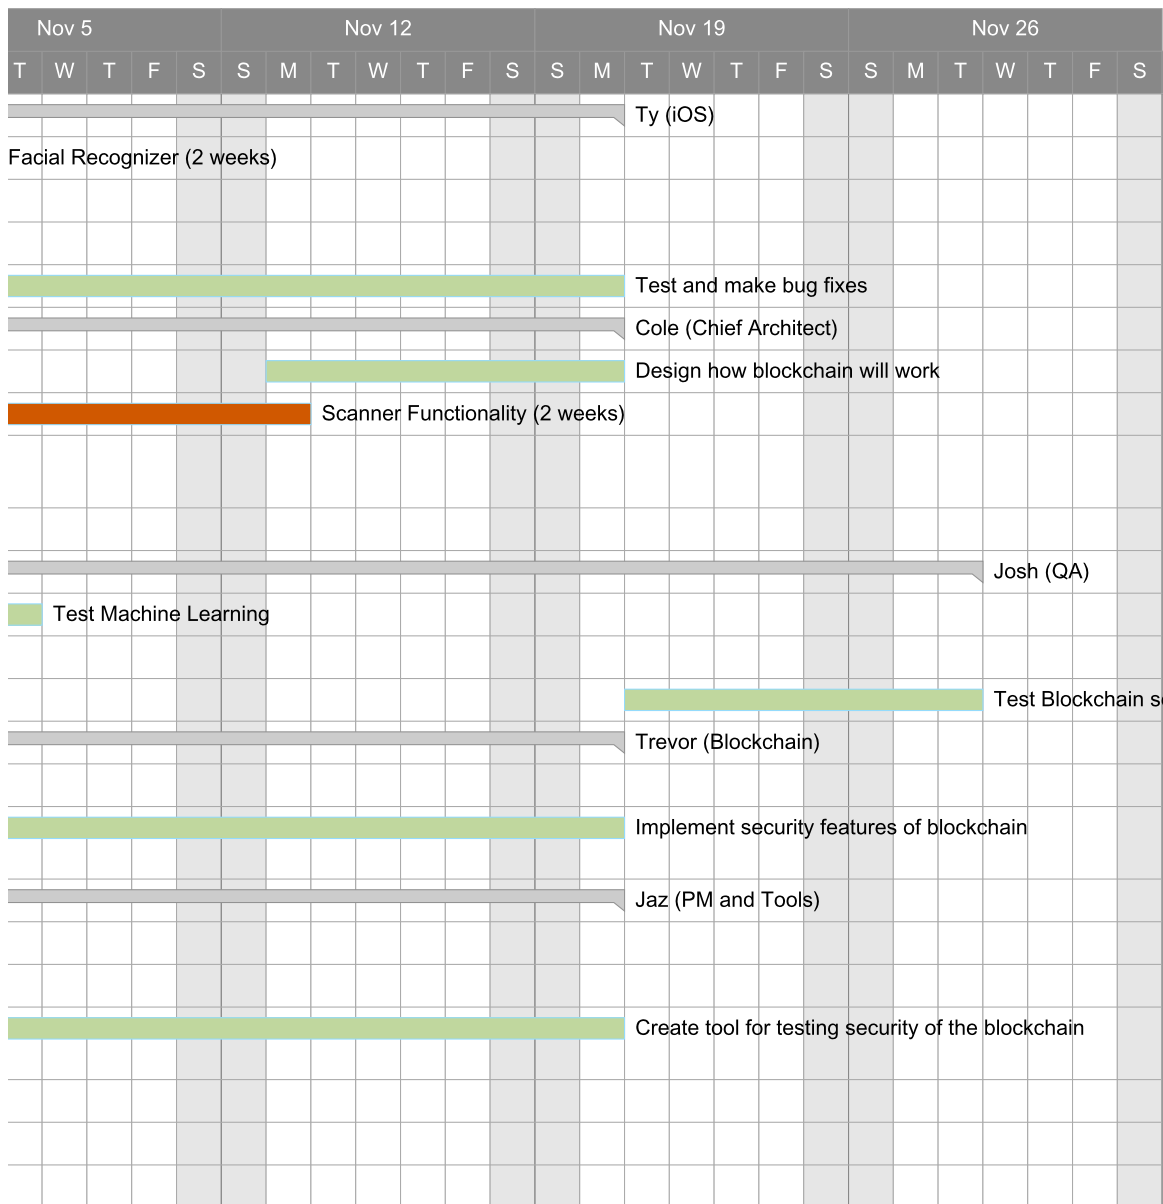 Nov 5 Nov 12 Nov 19 Nov 26
T W T F S S M T W T F S S M T W T F S S M T W T F S
Ty (iOS)
Facial Recognizer (2 weeks)
Test and make bug fixes
Cole (Chief Architect)
Design how blockchain will work
Scanner Functionality (2 weeks)
Josh (QA)
Test Machine Learning
Test Blockchain
Trevor (Blockchain)
Implement security features of blockchain
Jaz (PM and Tools)
Create tool for testing security of the blockchain